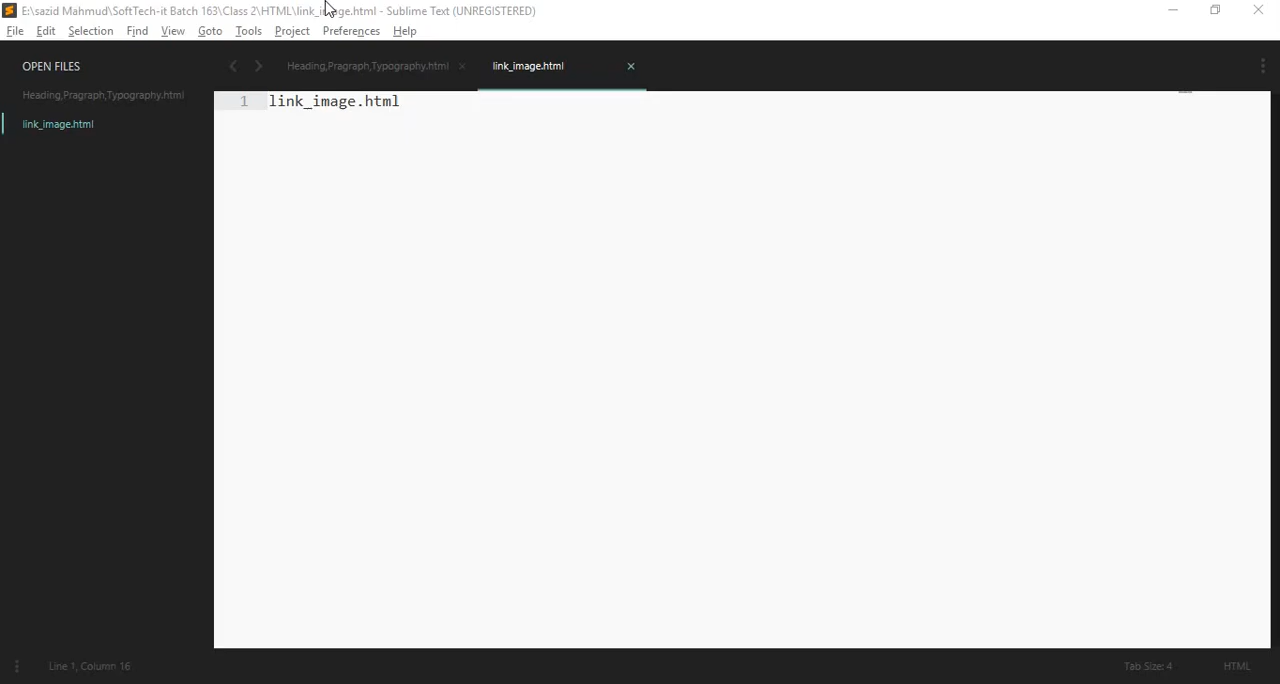 E:\sazid Mahmud\SoftTech-it Batch 163\Class 2\HTML\link_image.html - Sublime Text (UNREGISTERED)
File Edit Selection Find View Goto Tools Project Preferences Help
OPEN FILES
Heading,Pragraph,Typography.html
link_image.html
Heading,Pragraph,Typography.html
link_image.html
1 link_image.html
Line 1, Column 16
Tab Size: 4
HTML